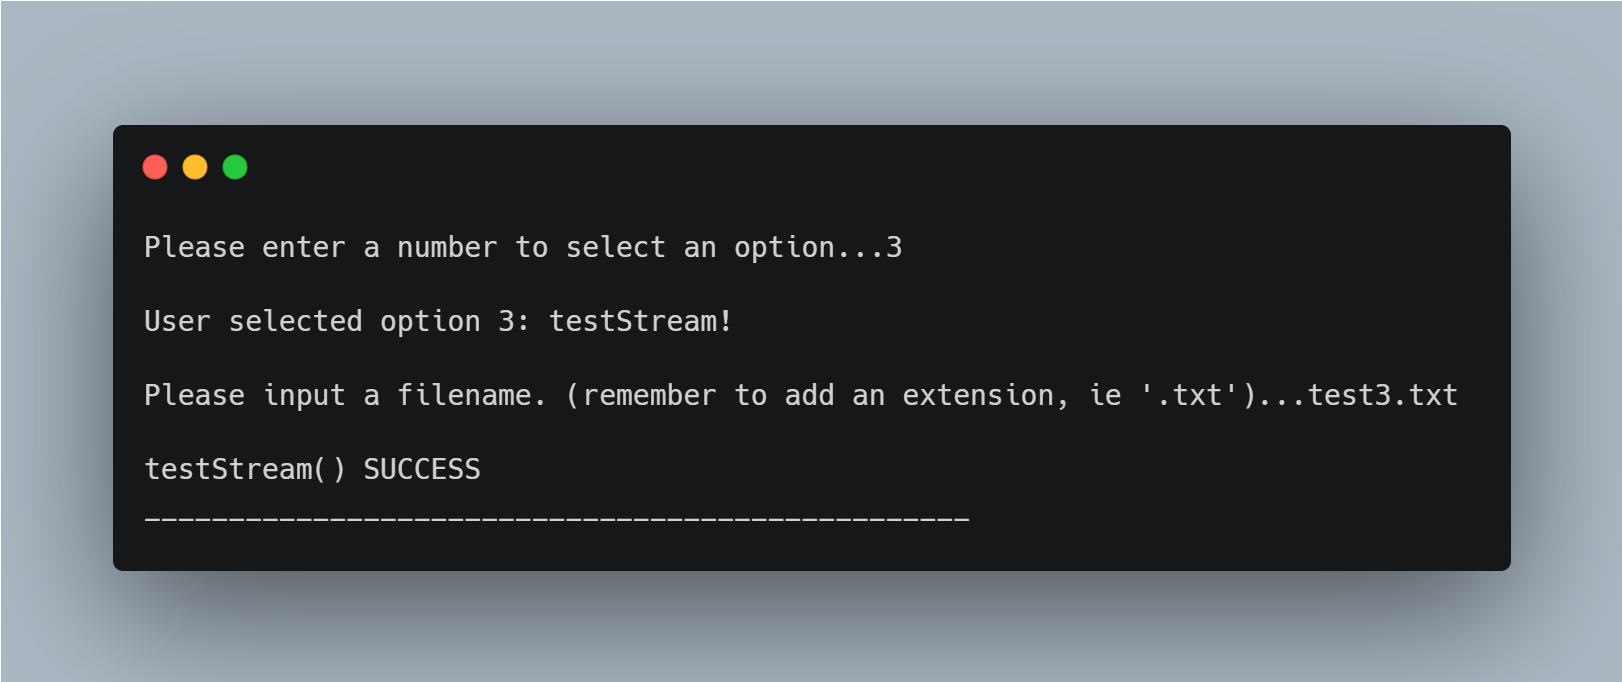 Please enter a number to select an option...3
User selected option 3: testStream!
Please input a filename. (remember to add an extension, ie '.txt')...test3.txt
testStream() SUCCESS
-------------------------------------------------